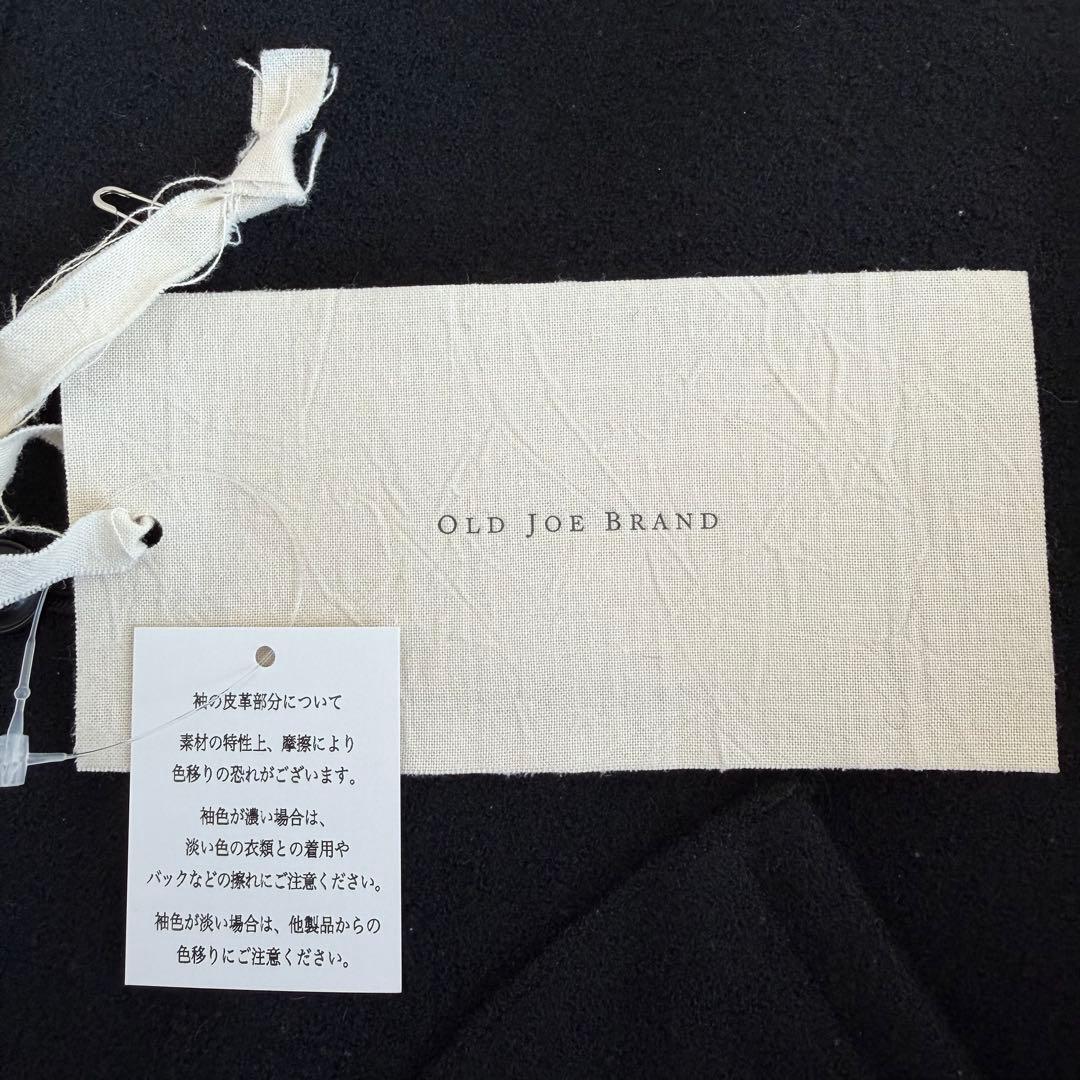 OLD JOE BRAND
袖の皮革部分について
素材の特性上、摩擦により
色移りの恐れがございます。
袖色が濃い場合は、
淡い色の衣類との着用や
バックなどの擦れにご注意ください。
袖色が淡い場合は、他製品からの
色移りにご注意ください。